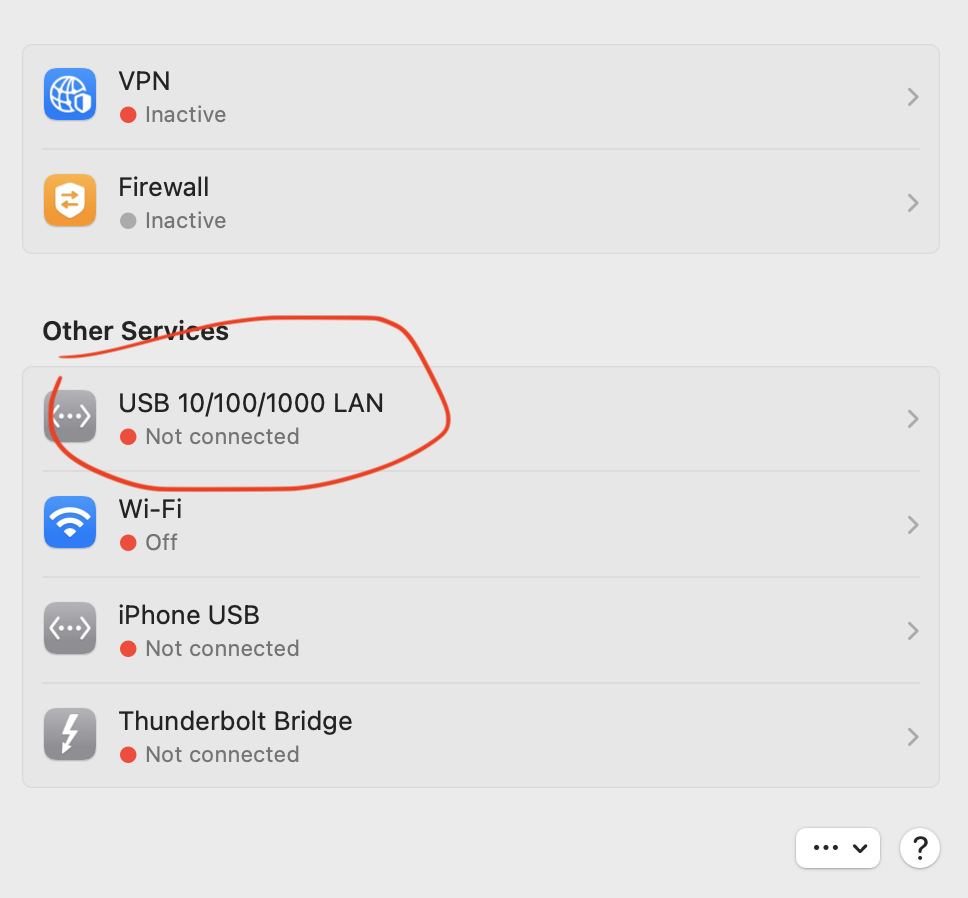 VPN
Inactive
Firewall
Inactive
Other Services
USB 10/100/1000 LAN
Not connected
Wi-Fi
Off
iPhone USB
Not connected
Thunderbolt Bridge
Not connected
?